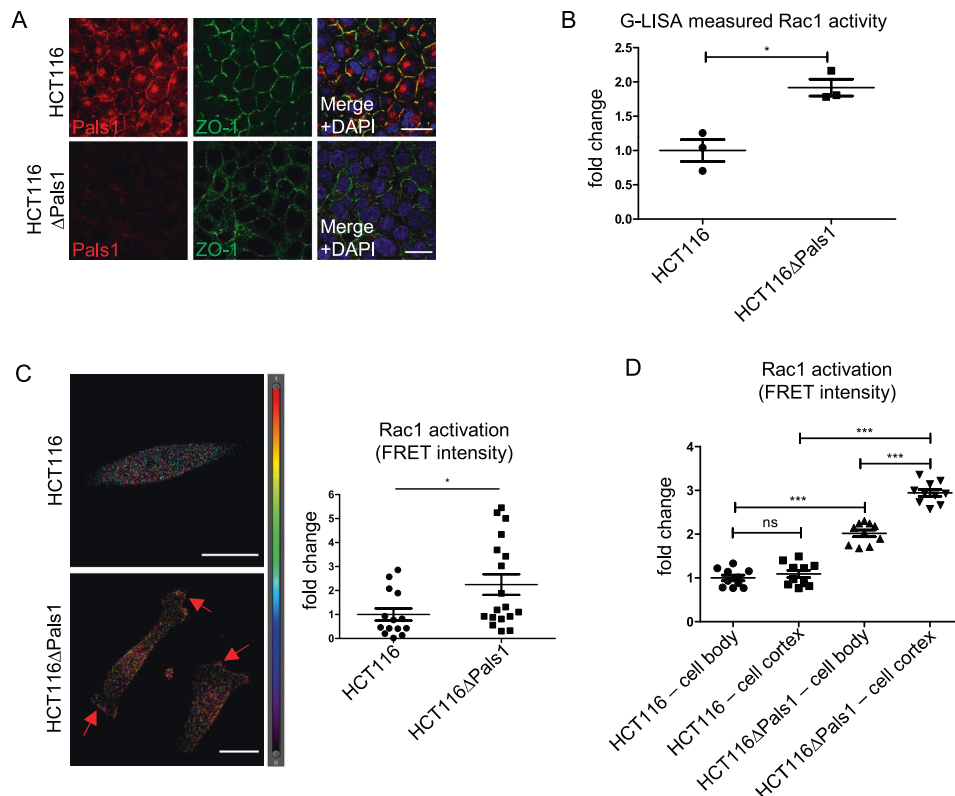 A
HCT116
Pals1
ZO-1
Merge
+DAPI
HCT116
ΔPals1
Pals1
ZO-1
Merge
+DAPI
B
G-LISA measured Rac1 activity
*
fold change
2.5
2.0
1.5
1.0
0.5
0.0
HCT116
HCT116ΔPals1
C
HCT116
HCT116ΔPals1
1
Rac1 activation
(FRET intensity)
*
fold change
6
5
4
3
2
1
0
HCT116
HCT116ΔPals1
D
Rac1 activation
(FRET intensity)
***
***
***
ns
fold change
4
3
2
1
0
HCT116 – cell body
HCT116 – cell cortex
HCT116ΔPals1 – cell body
HCT116ΔPals1 – cell cortex